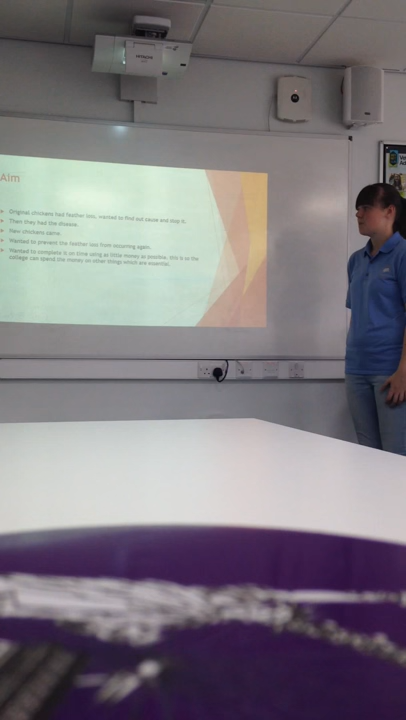 HITACHI
Aim
Original chickens had feather loss, wanted to find out cause and stop it.
Then they had the disease.
New chickens came.
Wanted to prevent the feather loss from occurring again.
Wanted to complete it on time using as little money as possible, this is so the
college can spend the money on other things which are essential.